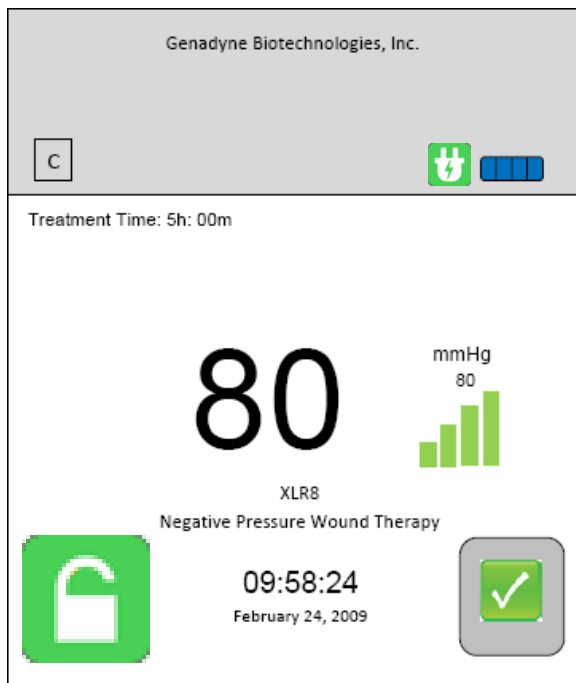 Genadyne Biotechnologies, Inc.
C
Treatment Time: 5h: 00m
80
mmHg
80
XLR8
Negative Pressure Wound Therapy
09:58:24
February 24, 2009